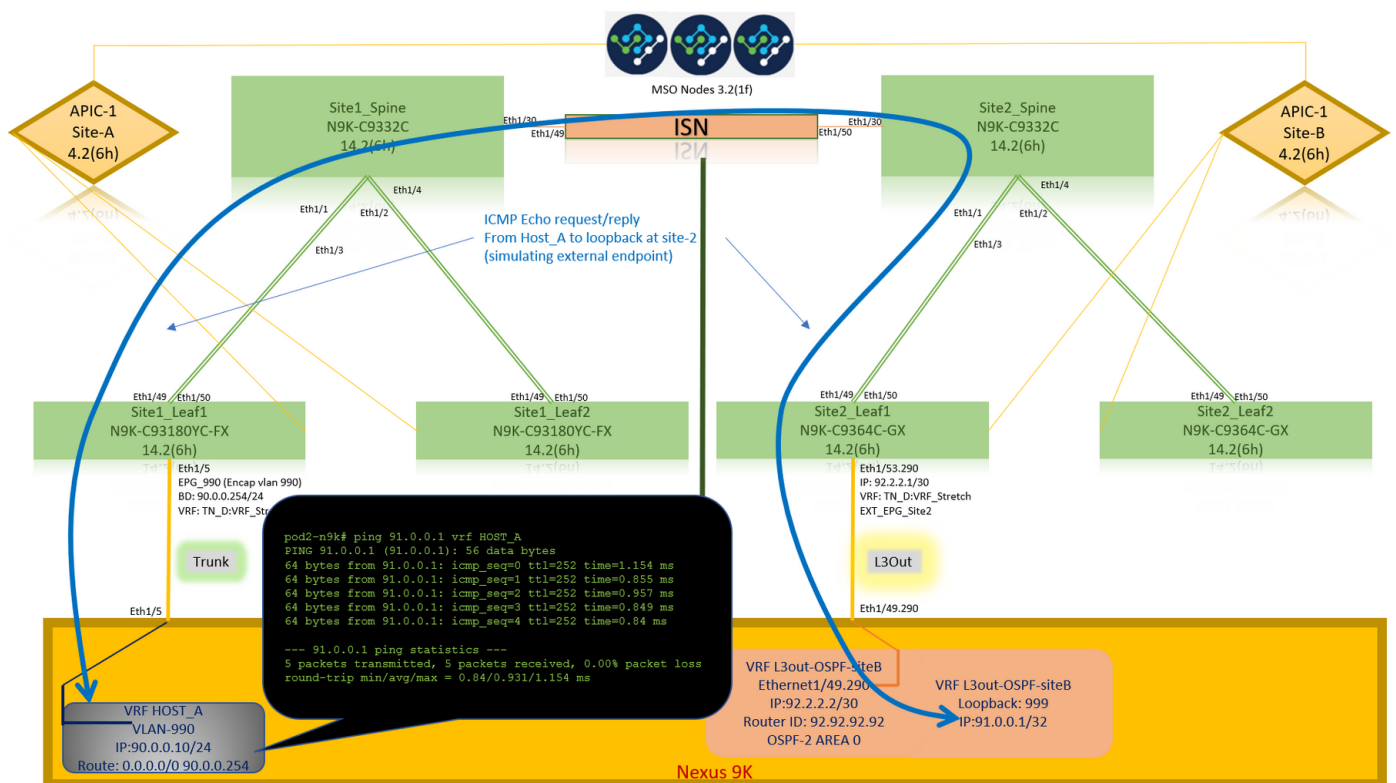 MSO Nodes 3.2(1f)
APIC-1
Site-A
4.2(6h)
Site1_Spine
N9K-C9332C
14.2(6h)
Eth1/30
Eth1/49
ISN
Eth1/30
Eth1/50
Site2_Spine
N9K-C9332C
14.2(6h)
APIC-1
Site-B
4.2(6h)
Eth1/4
Eth1/1
Eth1/2
Eth1/3
ICMP Echo request/reply
From Host_A to loopback at site-2
(simulating external endpoint)
Eth1/4
Eth1/1
Eth1/2
Eth1/3
Eth1/49
Eth1/50
Site1_Leaf1
N9K-C93180YC-FX
14.2(6h)
Eth1/49
Eth1/50
Site1_Leaf2
N9K-C93180YC-FX
14.2(6h)
Eth1/49
Eth1/50
Site2_Leaf1
N9K-C9364C-GX
14.2(6h)
Eth1/49
Eth1/50
Site2_Leaf2
N9K-C9364C-GX
14.2(6h)
Eth1/5
EPG_990 (Encap vlan 990)
BD: 90.0.0.254/24
VRF: TN_D:VRF_Str
Trunk
Eth1/5
Eth1/53.290
IP: 92.2.2.1/30
VRF: TN_D:VRF_Stretch
EXT_EPG_Site2
L3Out
Eth1/49.290
pod2-n9k# ping 91.0.0.1 vrf HOST_A
PING 91.0.0.1 (91.0.0.1): 56 data bytes
64 bytes from 91.0.0.1: icmp_seq=0 ttl=252 time=1.154 ms
64 bytes from 91.0.0.1: icmp_seq=1 ttl=252 time=0.855 ms
64 bytes from 91.0.0.1: icmp_seq=2 ttl=252 time=0.957 ms
64 bytes from 91.0.0.1: icmp_seq=3 ttl=252 time=0.849 ms
64 bytes from 91.0.0.1: icmp_seq=4 ttl=252 time=0.84 ms
--- 91.0.0.1 ping statistics ---
5 packets transmitted, 5 packets received, 0.00% packet loss
round-trip min/avg/max = 0.84/0.931/1.154 ms
VRF HOST_A
VLAN-990
IP:90.0.0.10/24
Route: 0.0.0.0/0 90.0.0.254
VRF L3out-OSPF-siteB
Ethernet1/49.290
IP:92.2.2.2/30
Router ID: 92.92.92.92
OSPF-2 AREA 0
VRF L3out-OSPF-siteB
Loopback: 999
IP:91.0.0.1/32
Nexus 9K